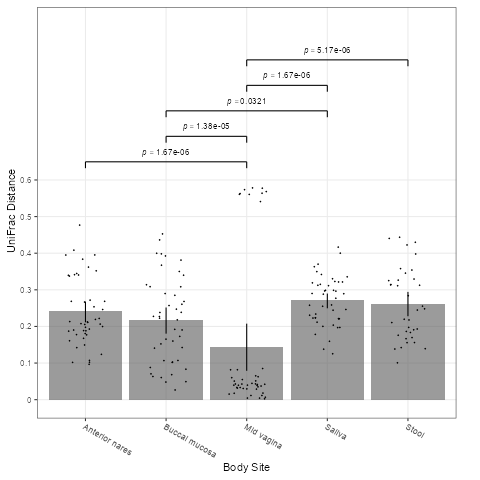 p = 5.17e-06
p = 1.67e-06
p = 0.0321
p = 1.38e-05
p = 1.67e-06
0.6
0.5
0.4
0.3
0.2
0.1
0
UniFrac Distance
Anterior nares
Buccal mucosa
Mid vagina
Saliva
Stool
Body Site